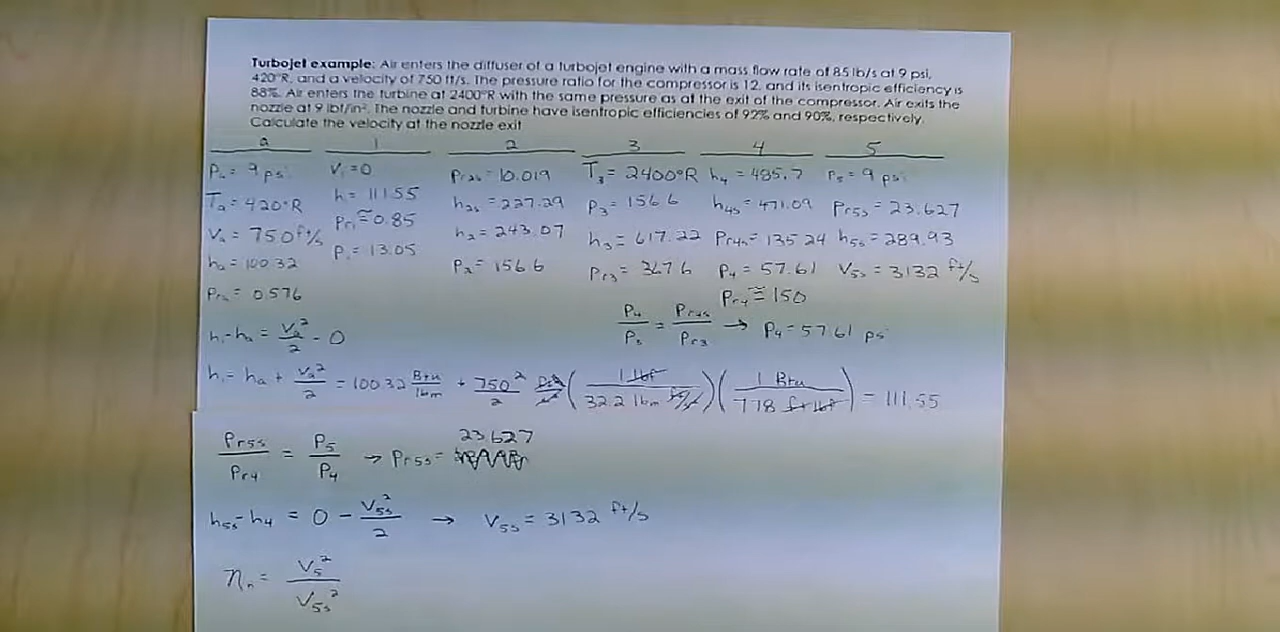 Turbojet example: Air enters the diffuser of a turbojet engine with a mass flow rate of 85 lb/s at 9 psi,
420°R, and a velocity of 750 ft/s. The pressure ratio for the compressor is 12, and its isentropic efficiency is
88%. Air enters the turbine at 2400°R with the same pressure as at the exit of the compressor. Air exits the
nozzle at 9 lbf/in². The nozzle and turbine have isentropic efficiencies of 92% and 90%, respectively.
Calculate the velocity at the nozzle exit
a 1 2 3 4 5
Pa = 9 psi V1 = 0 Pr2s = 10.019 T3 = 2400°R h4 = 485.7 P5 = 9 psi
Ta = 420°R h1 = 111.55 h2s = 227.29 P3 = 156.6 h4s = 471.09 Pr5s = 23.627
Va = 750 ft/s Pr1 ≅ 0.85 h2 = 243.07 h3 = 617.22 Pr4s = 135.24 h5s = 289.93
ha = 100.32 P1 = 13.05 P2 = 156.6 Pr3 = 367.6 P4 = 57.61 V5s = 3132 ft/s
Pra = 0.576 Pr4 ≅ 150
h1 - ha = Va²/2 - 0 P4/P3 = Pr4s/Pr3 → P4 = 57.61 psi
h1 = ha + Va²/2 = 100.32 Btu/lbm + 750²/2 ft²/s² (1 lbf / 32.2 lbm ft/s²)(1 Btu / 778 ft lbf) = 111.55
Pr5s/Pr4 = P5/P4 → Pr5s = 23.627
h5s - h4 = 0 - V5s²/2 → V5s = 3132 ft/s
ηn = V5²/V5s²